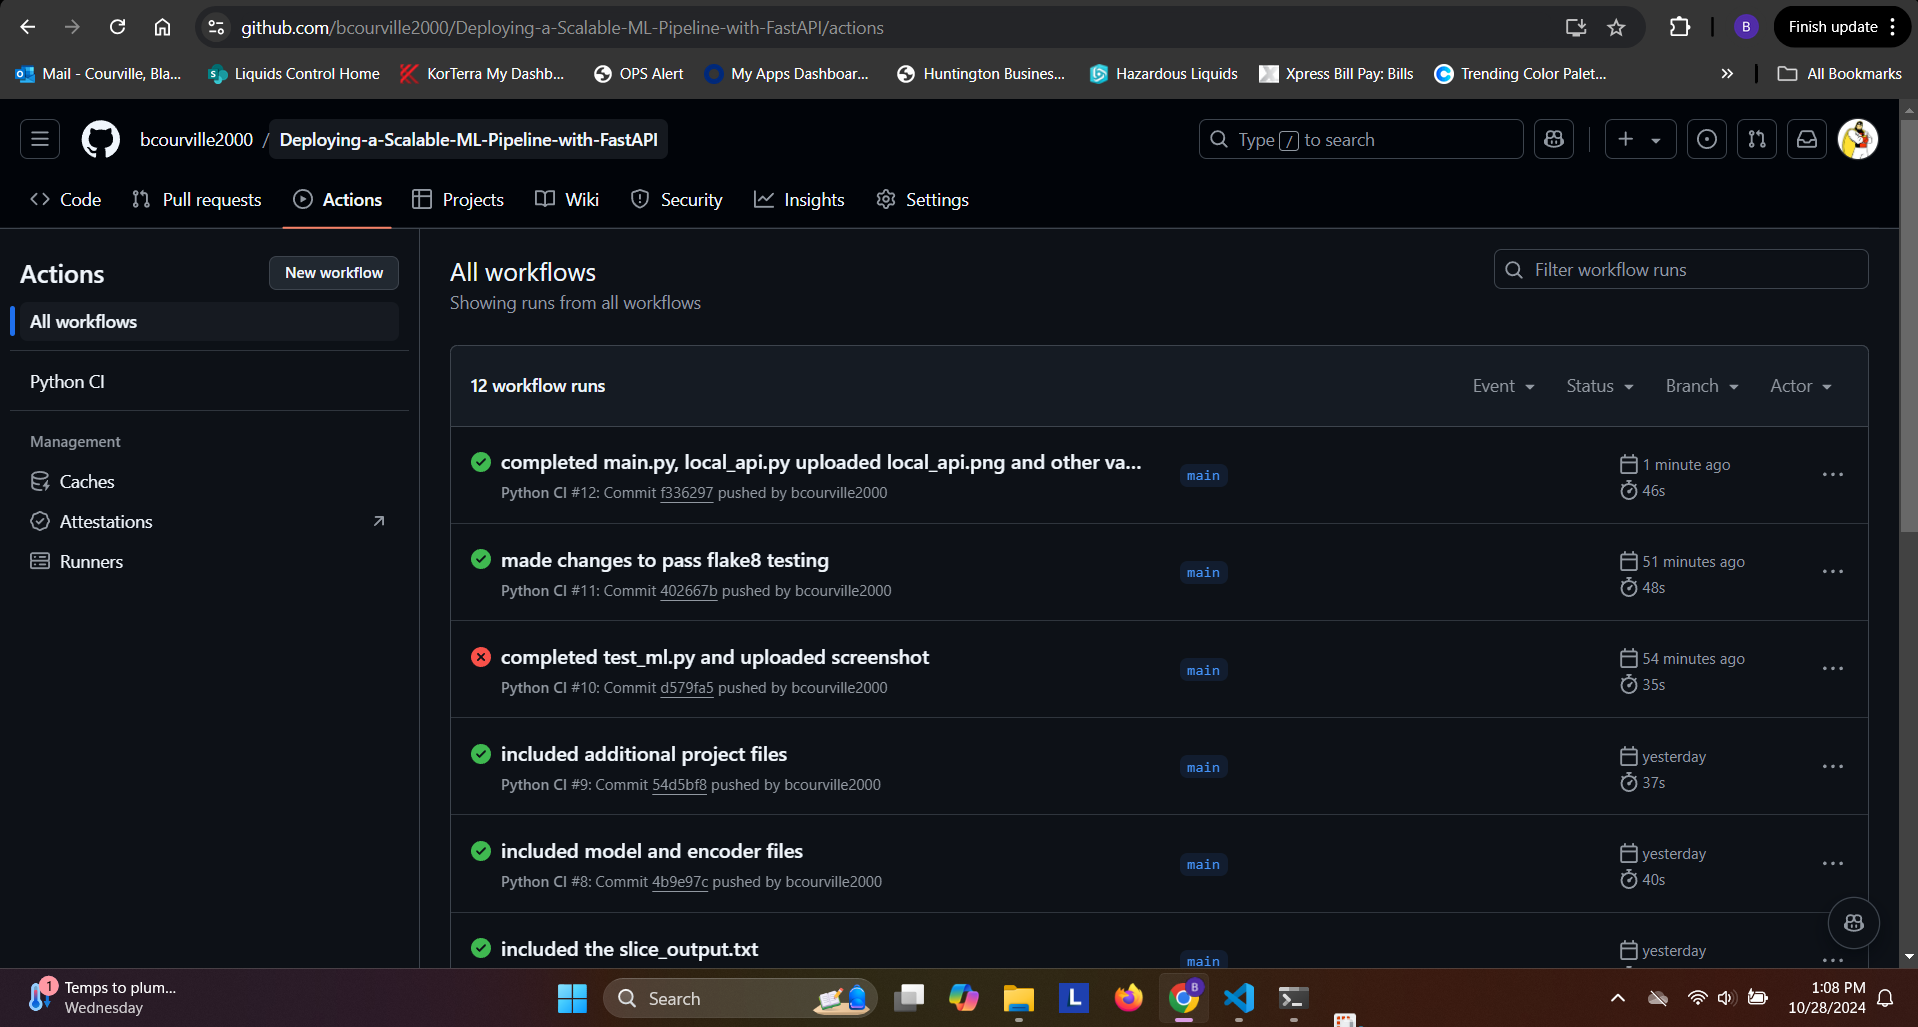 github.com/bcourville2000/Deploying-a-Scalable-ML-Pipeline-with-FastAPI/actions
B
Finish update
Mail - Courville, Bla...
Liquids Control Home
KorTerra My Dashb...
OPS Alert
My Apps Dashboar...
Huntington Busines...
Hazardous Liquids
Xpress Bill Pay: Bills
Trending Color Palet...
All Bookmarks
bcourville2000 / Deploying-a-Scalable-ML-Pipeline-with-FastAPI
Type / to search
Code
Pull requests
Actions
Projects
Wiki
Security
Insights
Settings
Actions
New workflow
All workflows
Python CI
Management
Caches
Attestations
Runners
All workflows
Showing runs from all workflows
Filter workflow runs
12 workflow runs
Event
Status
Branch
Actor
completed main.py, local_api.py uploaded local_api.png and other va...
Python CI #12: Commit f336297 pushed by bcourville2000
main
1 minute ago
46s
made changes to pass flake8 testing
Python CI #11: Commit 402667b pushed by bcourville2000
main
51 minutes ago
48s
completed test_ml.py and uploaded screenshot
Python CI #10: Commit d579fa5 pushed by bcourville2000
main
54 minutes ago
35s
included additional project files
Python CI #9: Commit 54d5bf8 pushed by bcourville2000
main
yesterday
37s
included model and encoder files
Python CI #8: Commit 4b9e97c pushed by bcourville2000
main
yesterday
40s
included the slice_output.txt
main
yesterday
1
Temps to plum...
Wednesday
Search
L
B
1:08 PM
10/28/2024